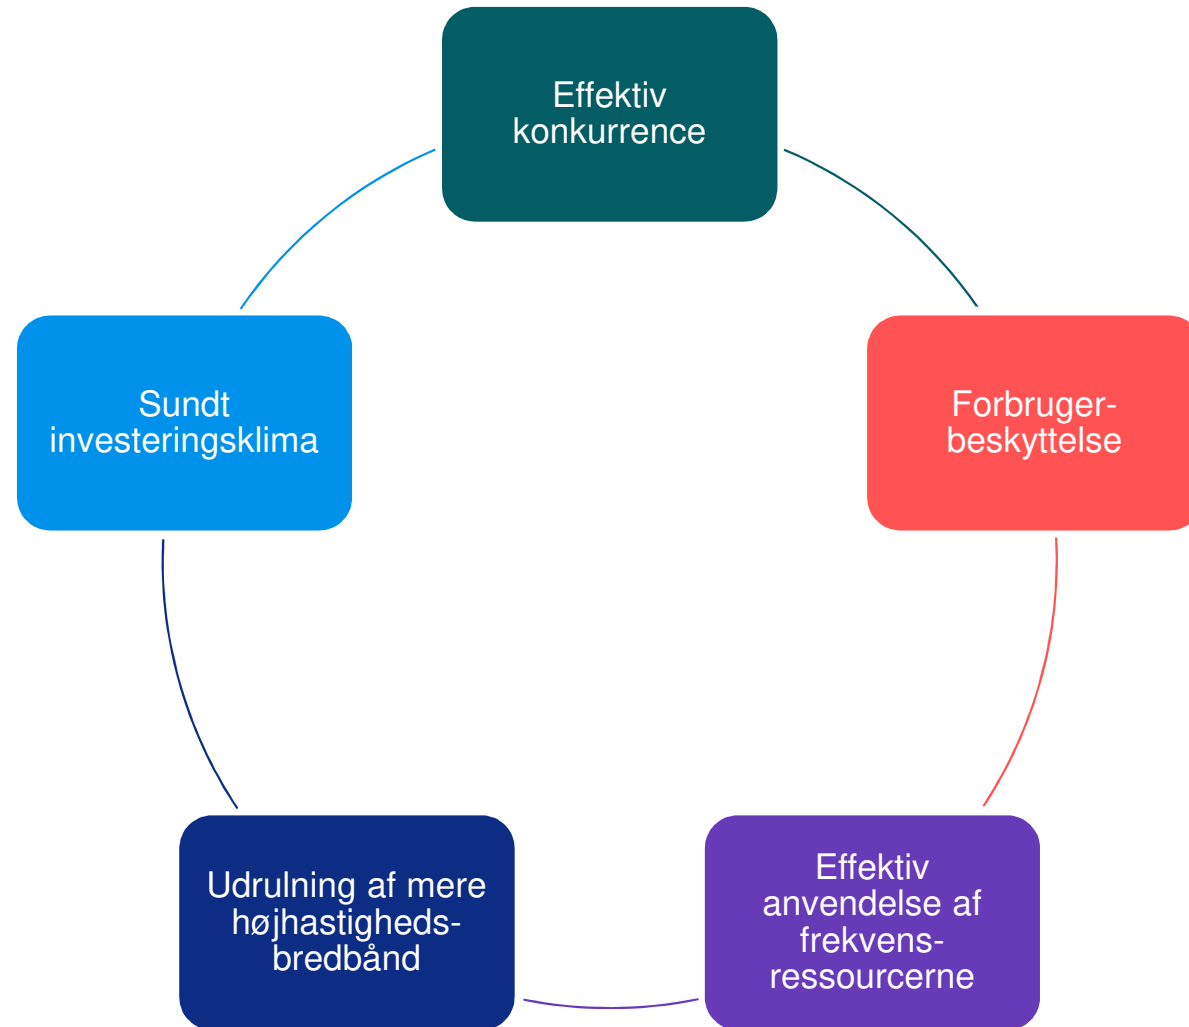 Effektiv
konkurrence
Sundt
investeringsklima
Forbruger-
beskyttelse
Udrulning af mere
højhastigheds-
bredbånd
Effektiv
anvendelse af
frekvens-
ressourcerne